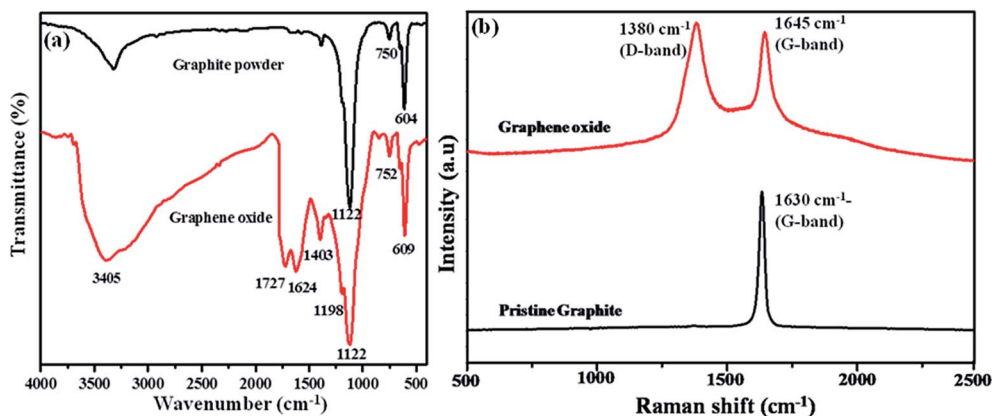 (a)
Graphite powder
750
604
1122
752
Graphene oxide
609
3405
1727
1624
1403
1198
1122
Transmittance (%)
4000 3500 3000 2500 2000 1500 1000 500
Wavenumber (cm⁻¹)
(b)
1380 cm⁻¹
(D-band)
1645 cm⁻¹
(G-band)
Graphene oxide
1630 cm⁻¹-
(G-band)
Pristine Graphite
Intensity (a.u)
500 1000 1500 2000 2500
Raman shift (cm⁻¹)